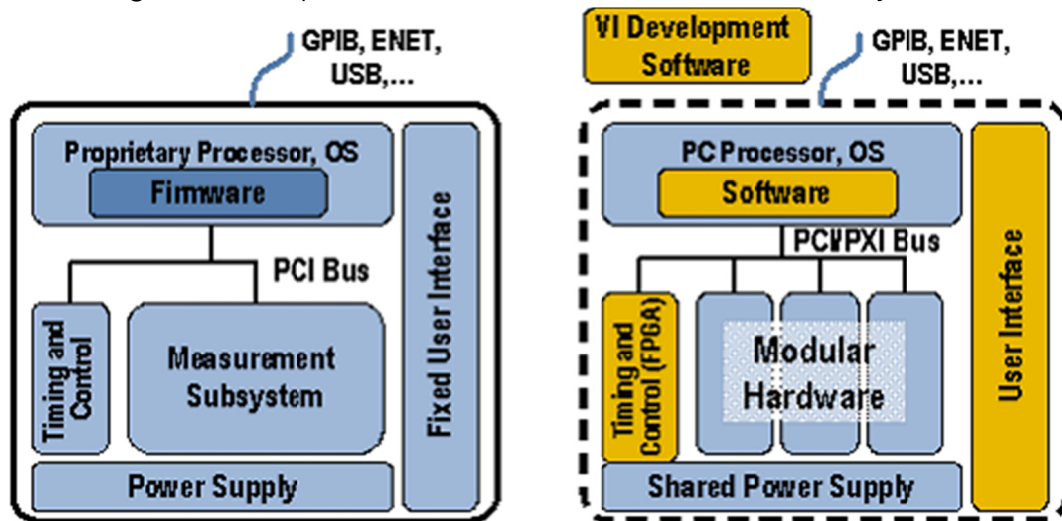 GPIB, ENET,
USB,...
Proprietary Processor, OS
Firmware
PCI Bus
Timing and
Control
Measurement
Subsystem
Fixed User Interface
Power Supply
VI Development
Software
GPIB, ENET,
USB,...
PC Processor, OS
Software
PCI/PXI Bus
Timing and
Control (FPGA)
Modular
Hardware
User Interface
Shared Power Supply